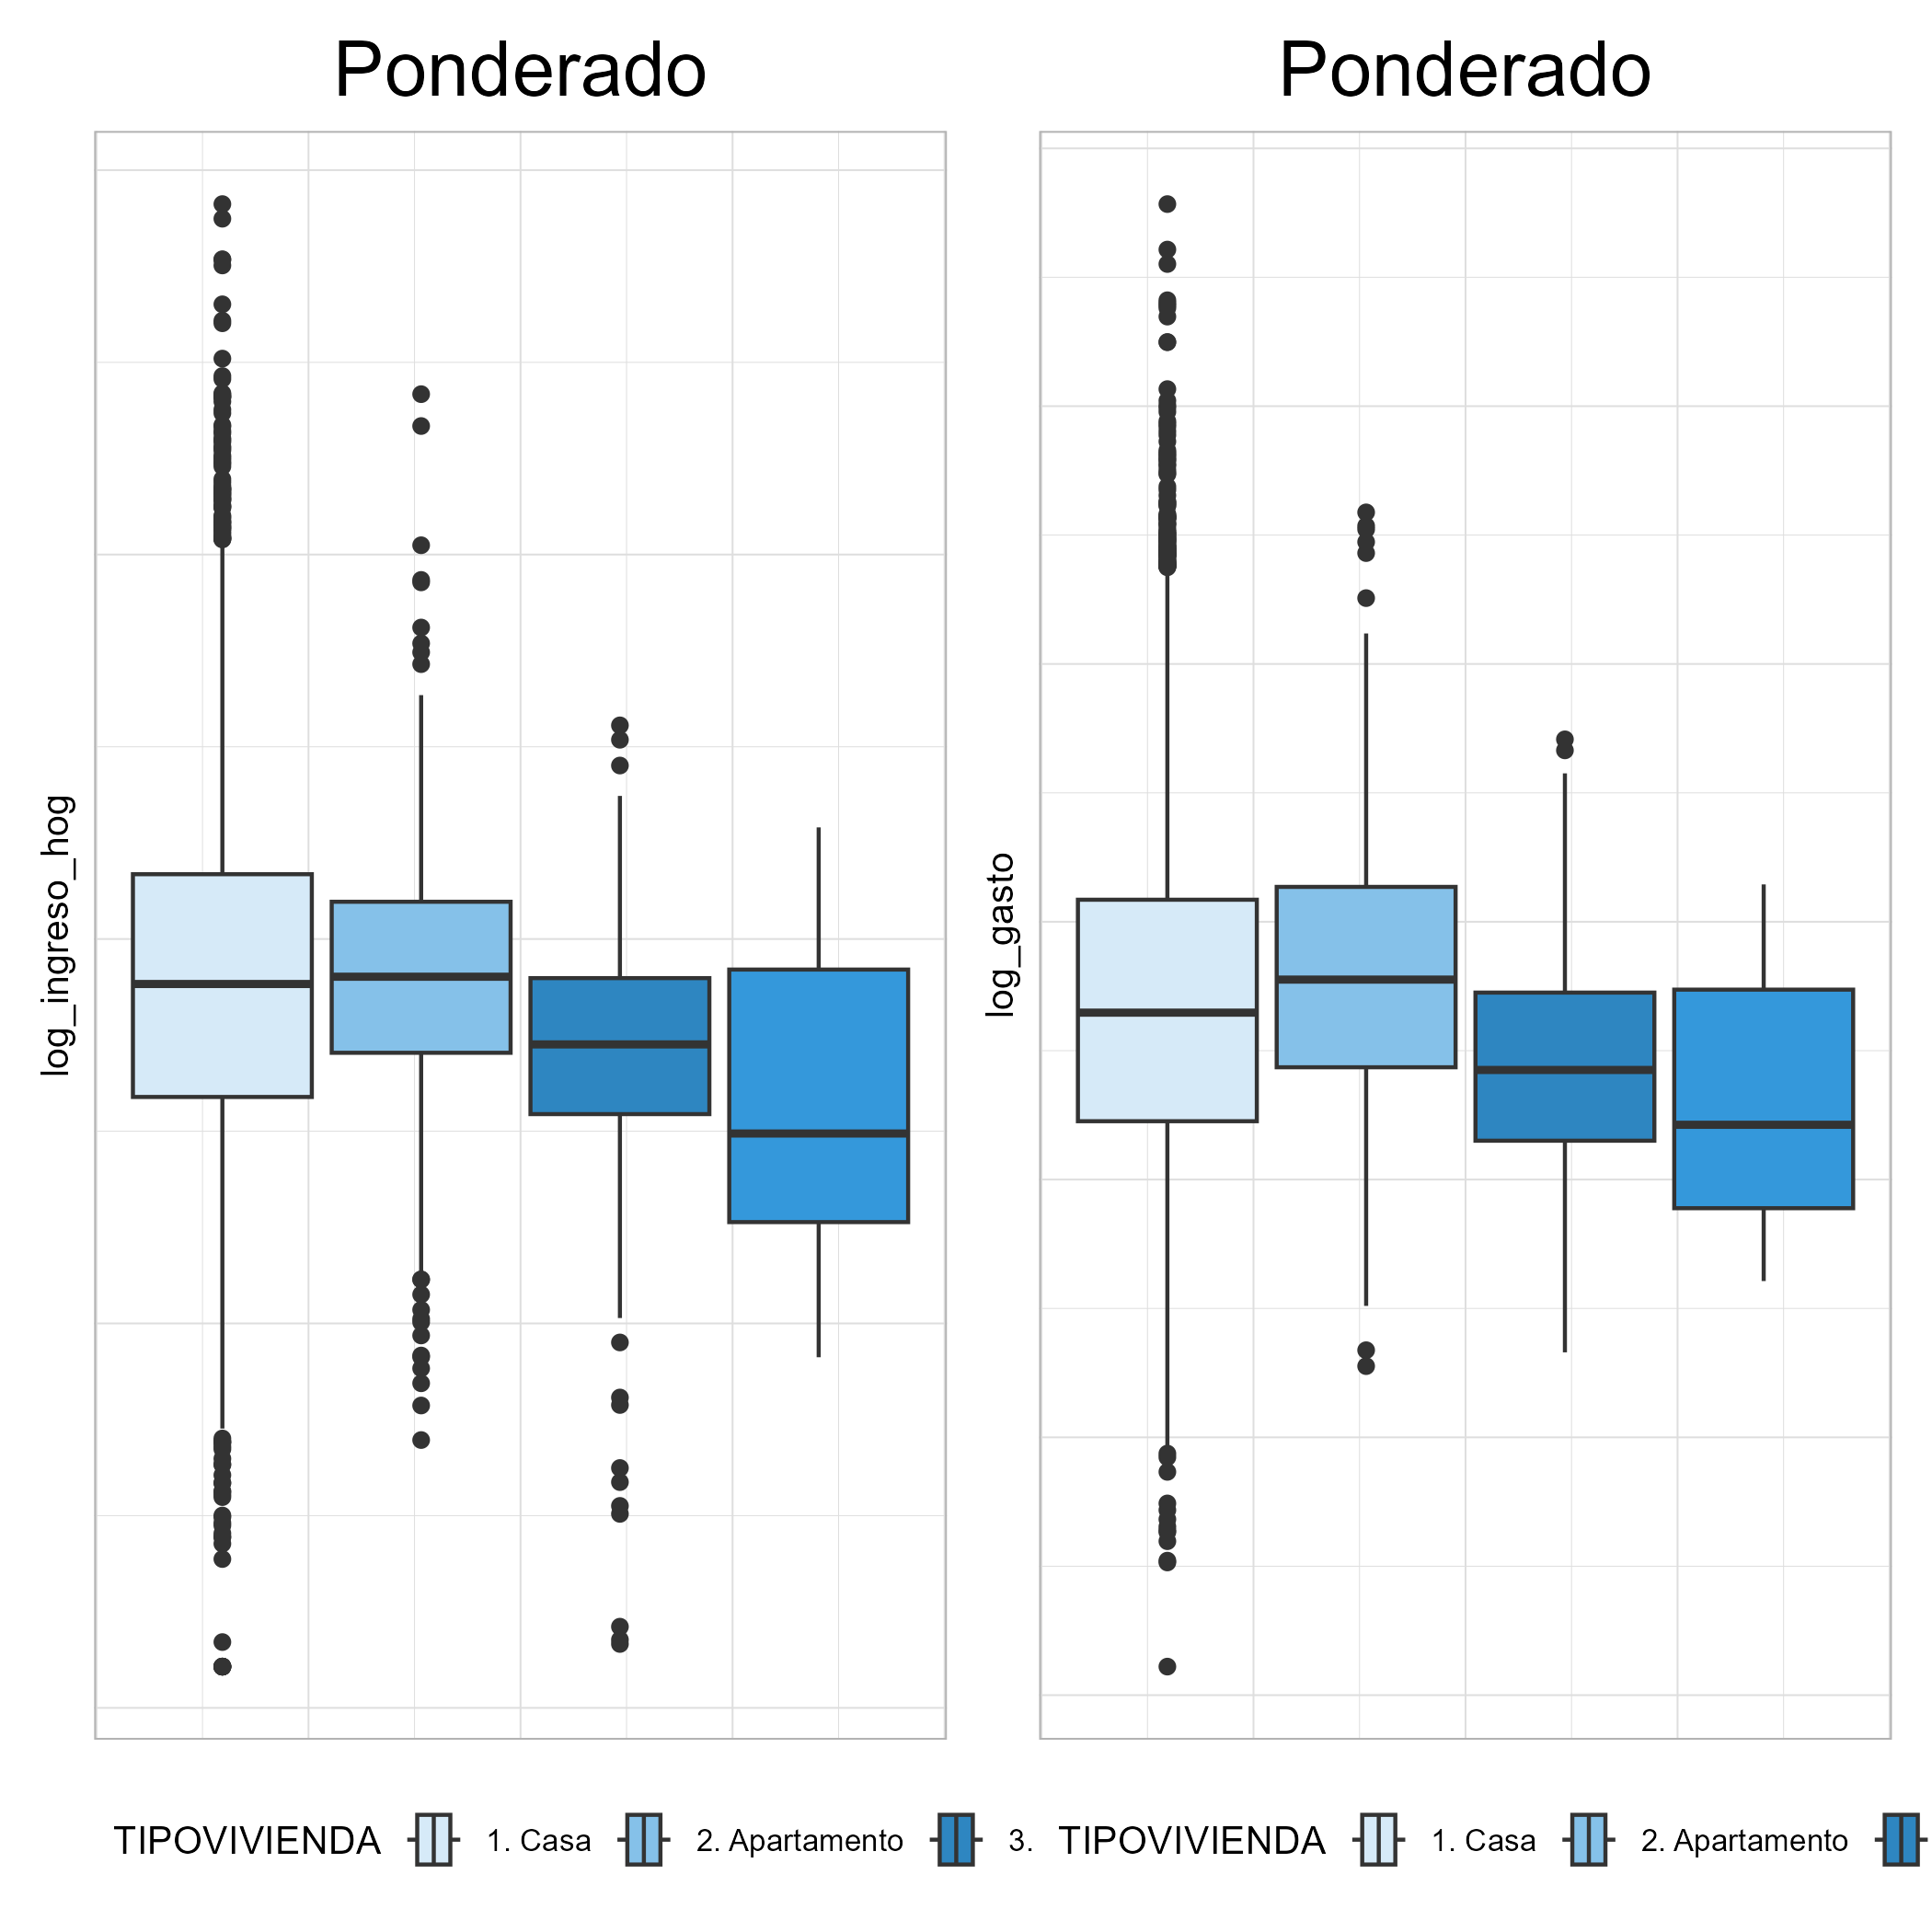 Ponderado
Ponderado
log_ingreso_hog
log_gasto
TIPOVIVIENDA 1. Casa 2. Apartamento 3.
TIPOVIVIENDA 1. Casa 2. Apartamento